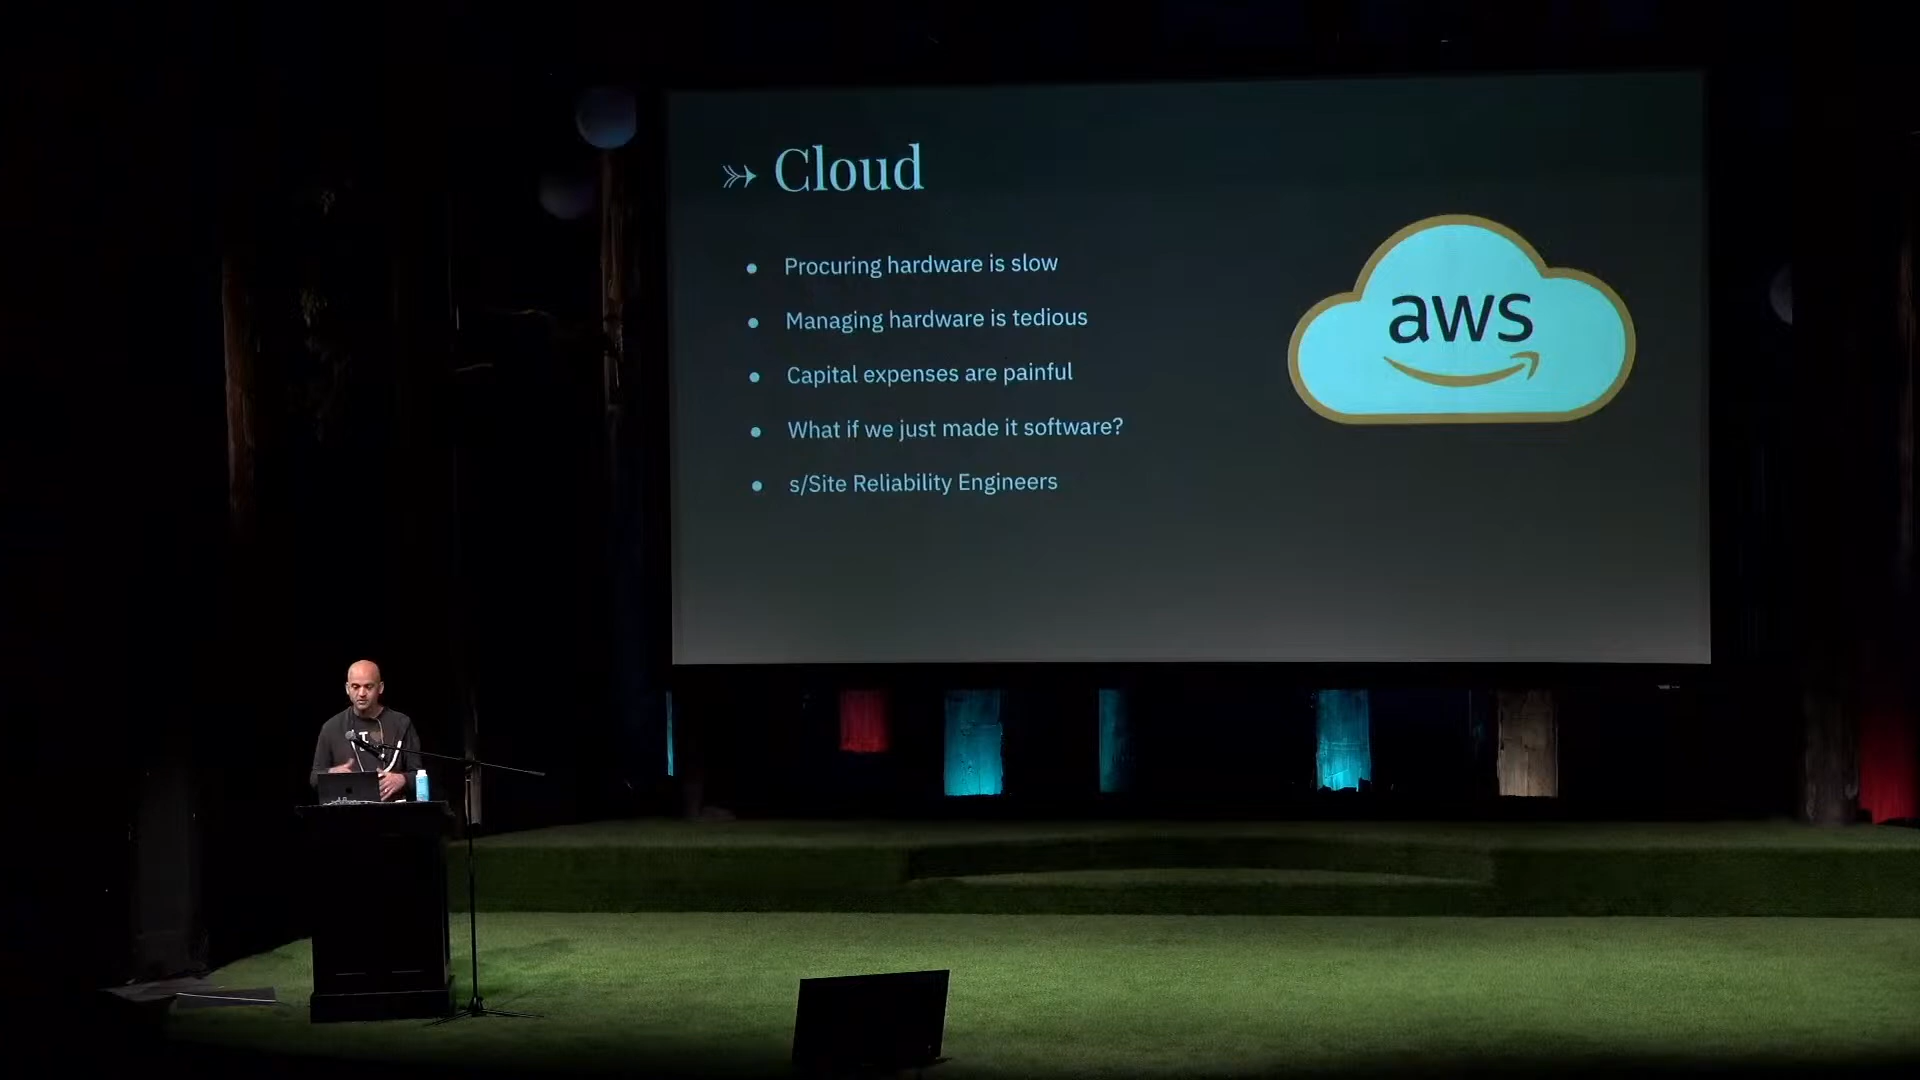 Cloud
Procuring hardware is slow
Managing hardware is tedious
Capital expenses are painful
What if we just made it software?
s/Site Reliability Engineers
aws